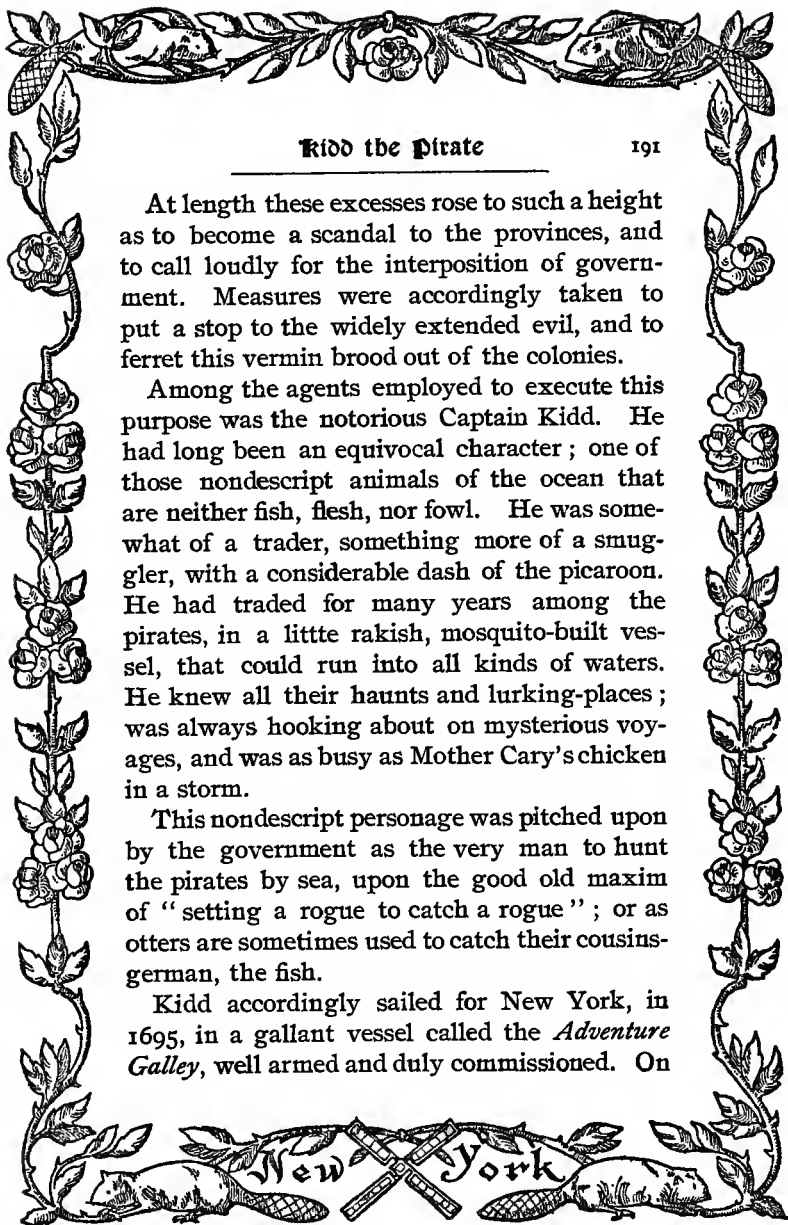 Kidd the Pirate 191
At length these excesses rose to such a height
as to become a scandal to the provinces, and
to call loudly for the interposition of govern-
ment. Measures were accordingly taken to
put a stop to the widely extended evil, and to
ferret this vermin brood out of the colonies.
Among the agents employed to execute this
purpose was the notorious Captain Kidd. He
had long been an equivocal character ; one of
those nondescript animals of the ocean that
are neither fish, flesh, nor fowl. He was some-
what of a trader, something more of a smug-
gler, with a considerable dash of the picaroon.
He had traded for many years among the
pirates, in a littte rakish, mosquito-built ves-
sel, that could run into all kinds of waters.
He knew all their haunts and lurking-places ;
was always hooking about on mysterious voy-
ages, and was as busy as Mother Cary's chicken
in a storm.
This nondescript personage was pitched upon
by the government as the very man to hunt
the pirates by sea, upon the good old maxim
of “ setting a rogue to catch a rogue ” ; or as
otters are sometimes used to catch their cousins-
german, the fish.
Kidd accordingly sailed for New York, in
1695, in a gallant vessel called the Adventure
Galley, well armed and duly commissioned. On
New York